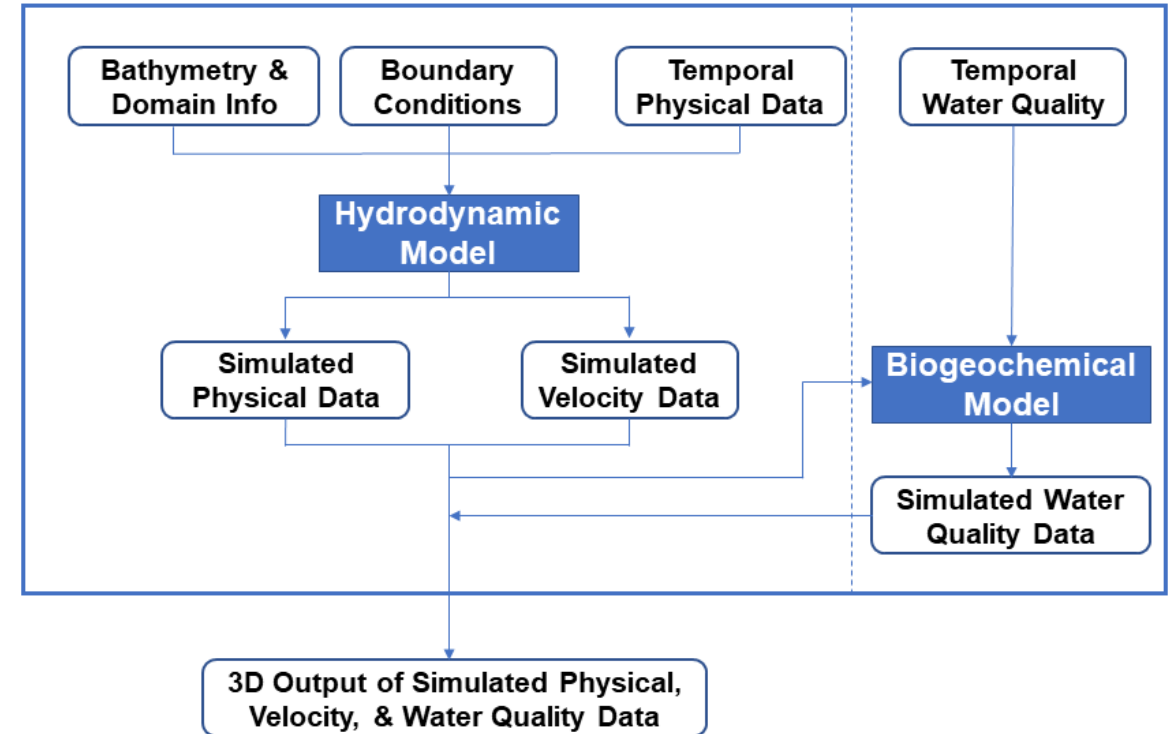 Bathymetry &
Domain Info
Boundary
Conditions
Temporal
Physical Data
Temporal
Water Quality
Hydrodynamic
Model
Simulated
Physical Data
Simulated
Velocity Data
Biogeochemical
Model
Simulated Water
Quality Data
3D Output of Simulated Physical,
Velocity, & Water Quality Data